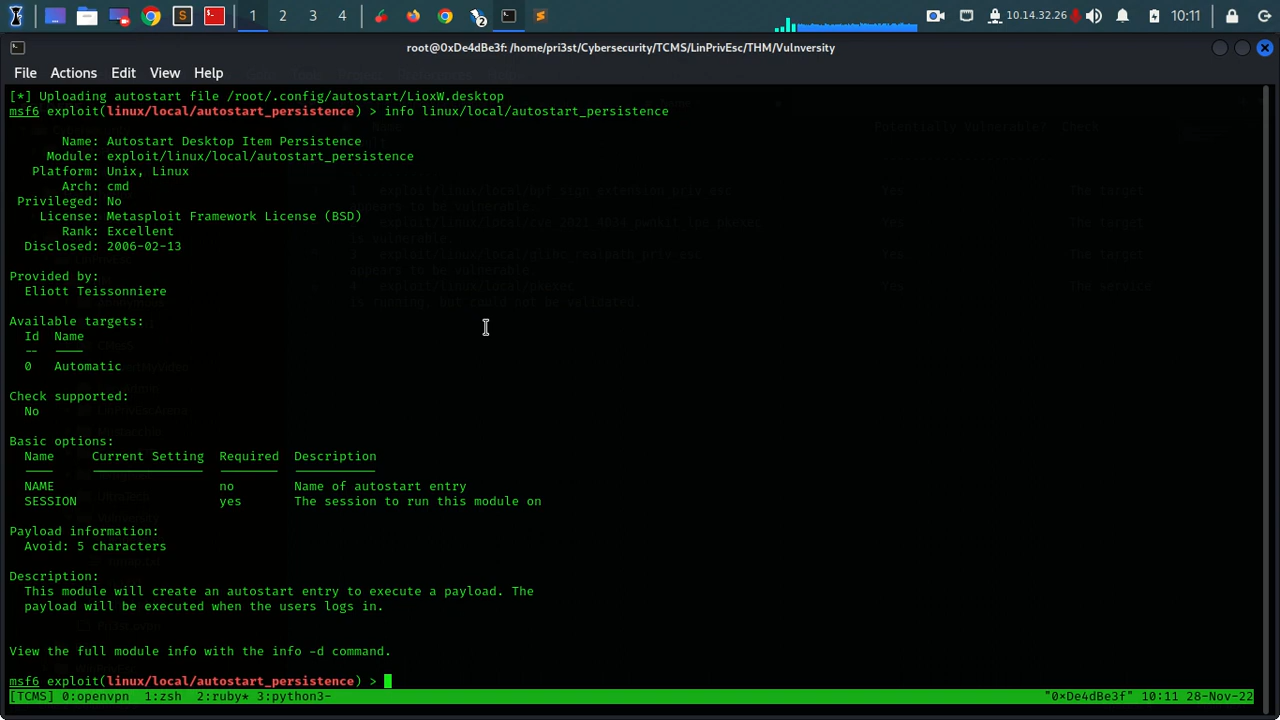 1 2 3 4 2 10.14.32.26 10:11
root@0xDe4dBe3f: /home/pri3st/Cybersecurity/TCMS/LinPrivEsc/THM/Vulnversity
File Actions Edit View Help
[*] Uploading autostart file /root/.config/autostart/LioxW.desktop
msf6 exploit(linux/local/autostart_persistence) > info linux/local/autostart_persistence
Name: Autostart Desktop Item Persistence
Module: exploit/linux/local/autostart_persistence
Platform: Unix, Linux
Arch: cmd
Privileged: No
License: Metasploit Framework License (BSD)
Rank: Excellent
Disclosed: 2006-02-13
Provided by:
Eliott Teissonniere
Available targets:
Id Name
-- ----
0 Automatic
Check supported:
No
Basic options:
Name Current Setting Required Description
---- --------------- -------- -----------
NAME no Name of autostart entry
SESSION yes The session to run this module on
Payload information:
Avoid: 5 characters
Description:
This module will create an autostart entry to execute a payload. The
payload will be executed when the users logs in.
View the full module info with the info -d command.
msf6 exploit(linux/local/autostart_persistence) >
[TCMS] 0:openvpn 1:zsh 2:ruby* 3:python3- "0xDe4dBe3f" 10:11 28-Nov-22